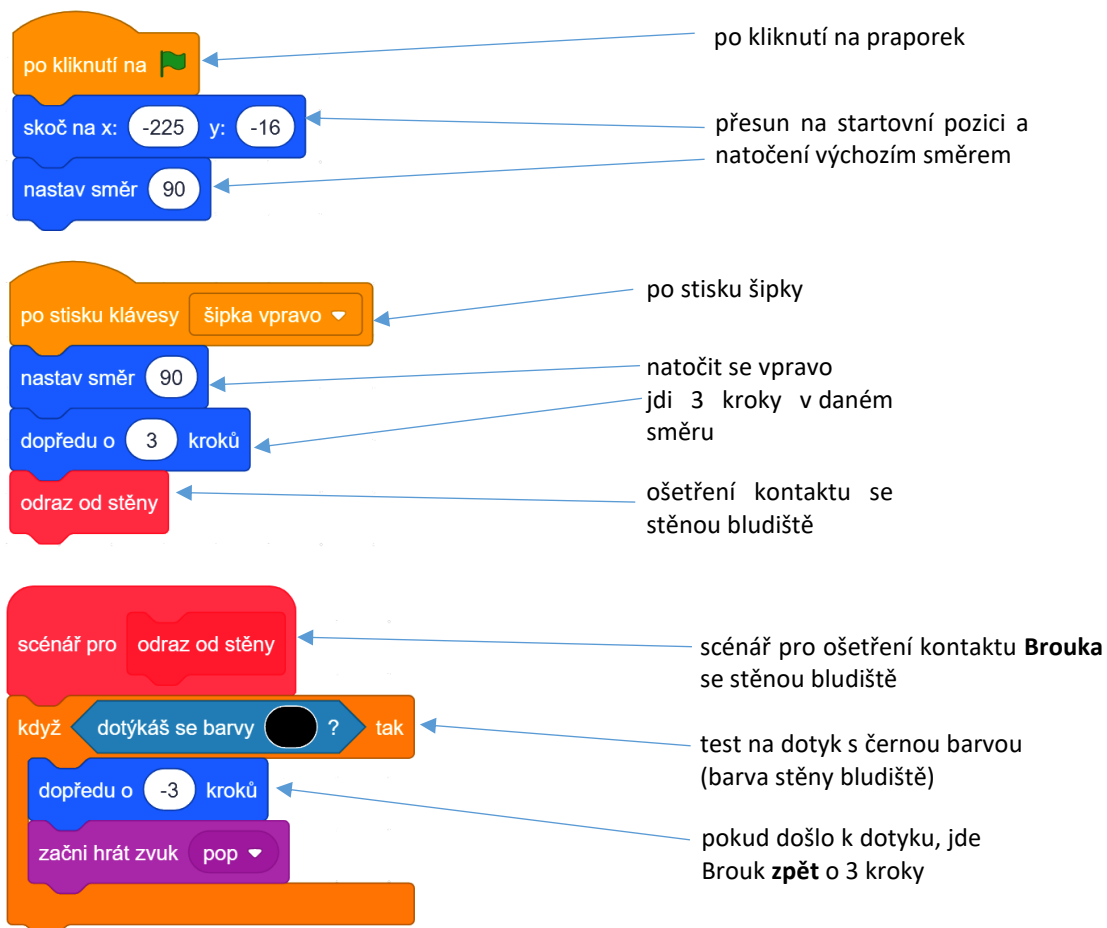 po kliknutí na
po kliknutí na praporek
skoč na x: -225 y: -16
přesun na startovní pozici a
natočení výchozím směrem
nastav směr 90
po stisku klávesy šipka vpravo
po stisku šipky
nastav směr 90
natočit se vpravo
jdi 3 kroky v daném
směru
dopředu o 3 kroků
odraz od stěny
ošetření kontaktu se
stěnou bludiště
scénář pro odraz od stěny
scénář pro ošetření kontaktu Brouka
se stěnou bludiště
když dotýkáš se barvy ? tak
test na dotyk s černou barvou
(barva stěny bludiště)
dopředu o -3 kroků
začni hrát zvuk pop
pokud došlo k dotyku, jde
Brouk zpět o 3 kroky